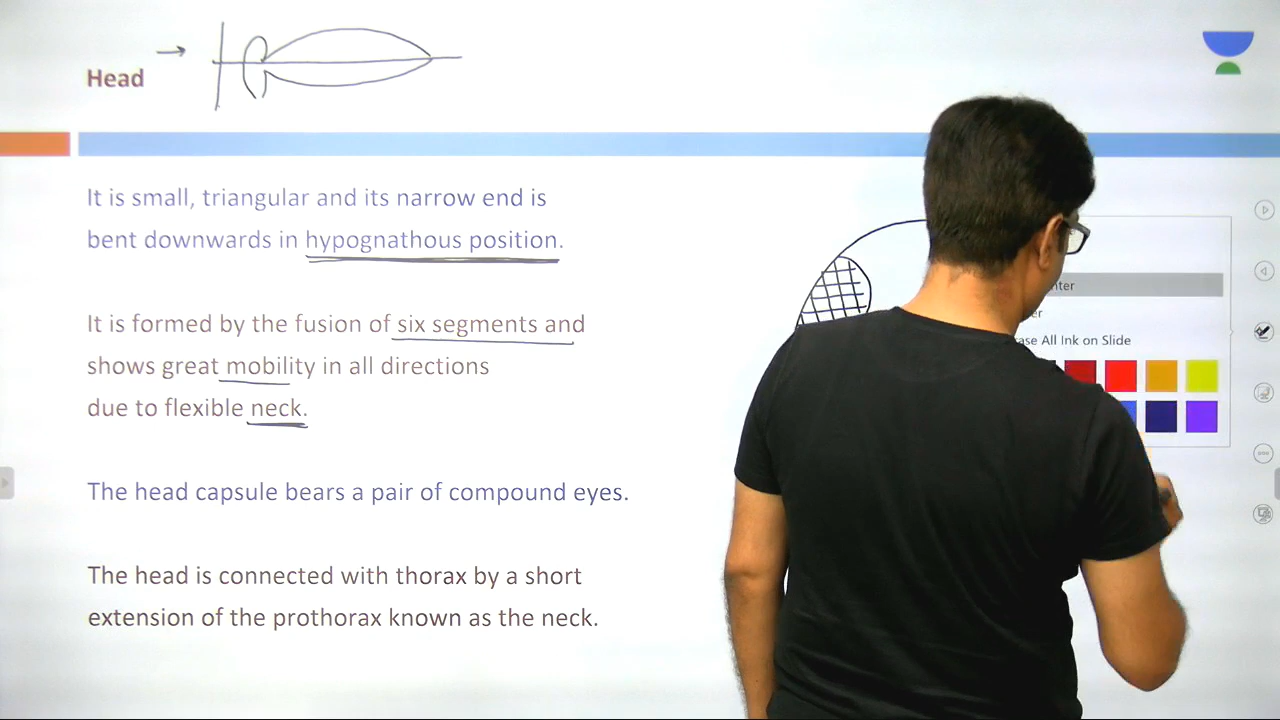 Head
It is small, triangular and its narrow end is
bent downwards in hypognathous position.
It is formed by the fusion of six segments and
shows great mobility in all directions
due to flexible neck.
The head capsule bears a pair of compound eyes.
The head is connected with thorax by a short
extension of the prothorax known as the neck.
All Ink on Slide